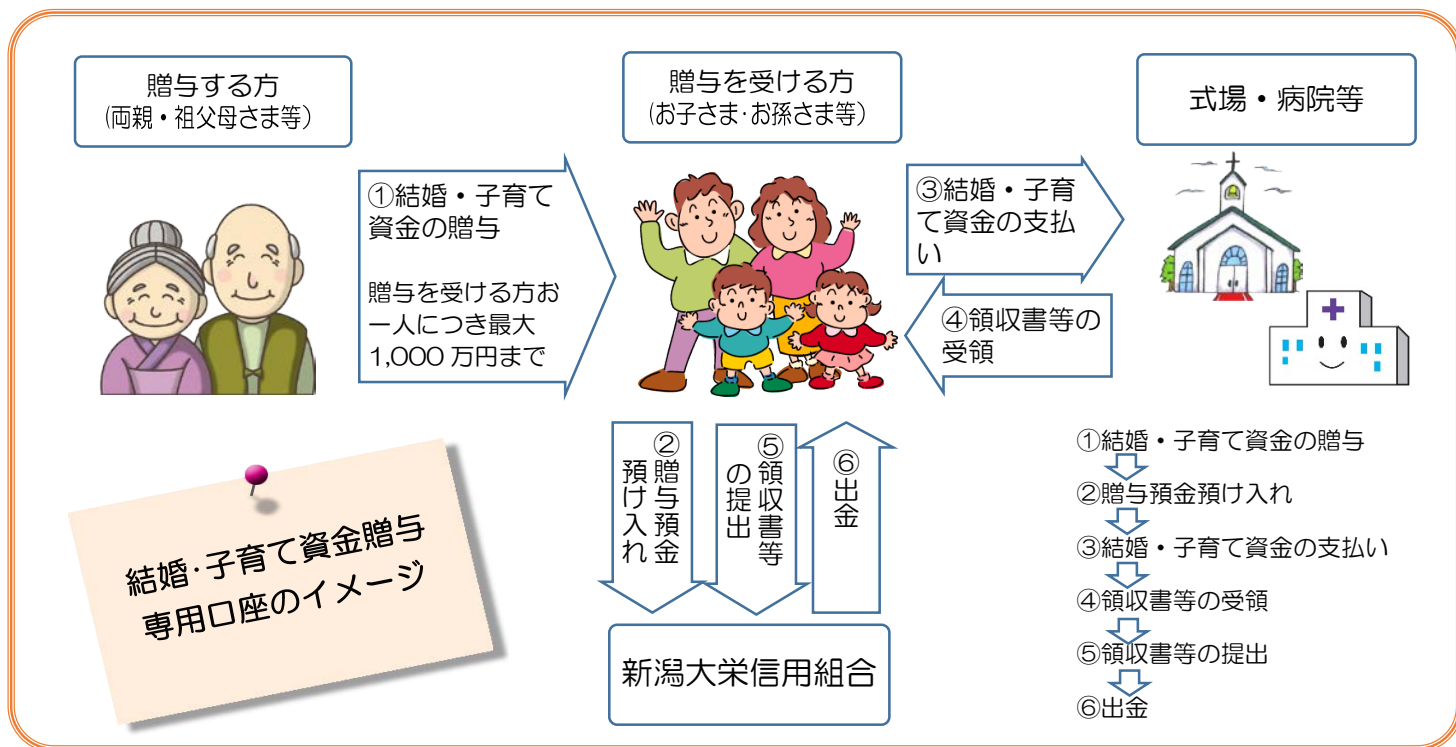 贈与する方
(両親・祖父母さま等)
贈与を受ける方
(お子さま・お孫さま等)
式場・病院等
①結婚・子育て
資金の贈与
贈与を受ける方お
一人につき最大
1,000万円まで
③結婚・子育
て資金の支払
い
④領収書等の
受領
②贈与預金
預け入れ
⑤領収書等
の提出
⑥出金
結婚・子育て資金贈与
専用口座のイメージ
新潟大栄信用組合
①結婚・子育て資金の贈与
②贈与預金預け入れ
③結婚・子育て資金の支払い
④領収書等の受領
⑤領収書等の提出
⑥出金